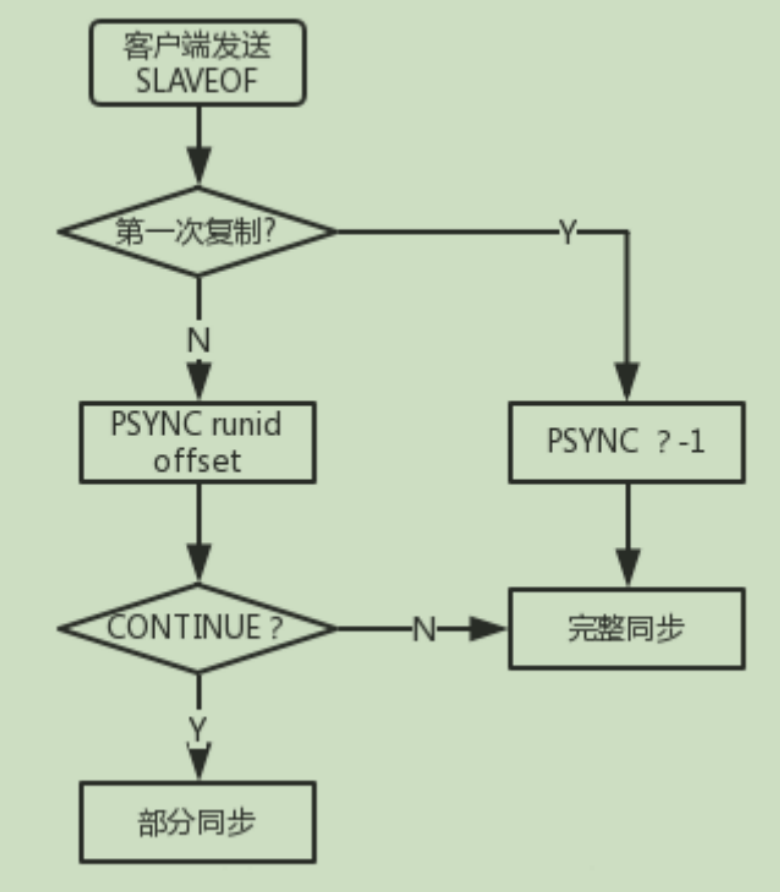 客户端发送
SLAVEOF
第一次复制?
Y
N
PSYNC runid
offset
PSYNC ? -1
CONTINUE ?
N
完整同步
Y
部分同步